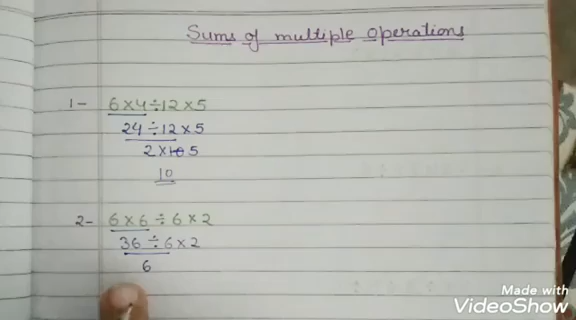 Sums of multiple operations
1- 6×4÷12×5
24÷12×5
2×10 5
10
2- 6×6÷6×2
36÷6×2
6
Made with
VideoShow